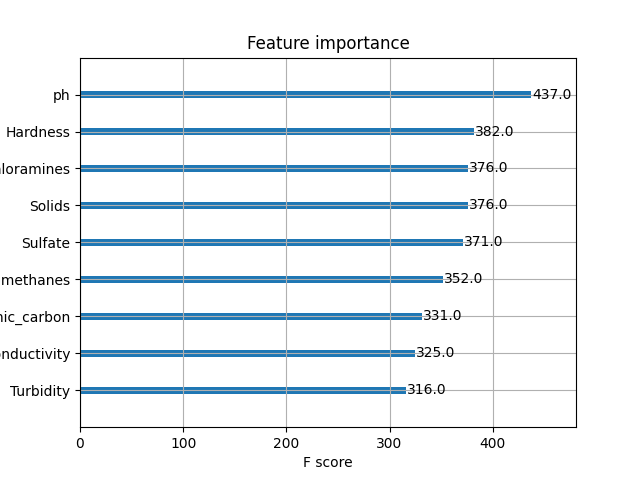 Feature importance
ph
437.0
Hardness
382.0
loramines
376.0
Solids
376.0
Sulfate
371.0
methanes
352.0
nic_carbon
331.0
onductivity
325.0
Turbidity
316.0
0 100 200 300 400
F score